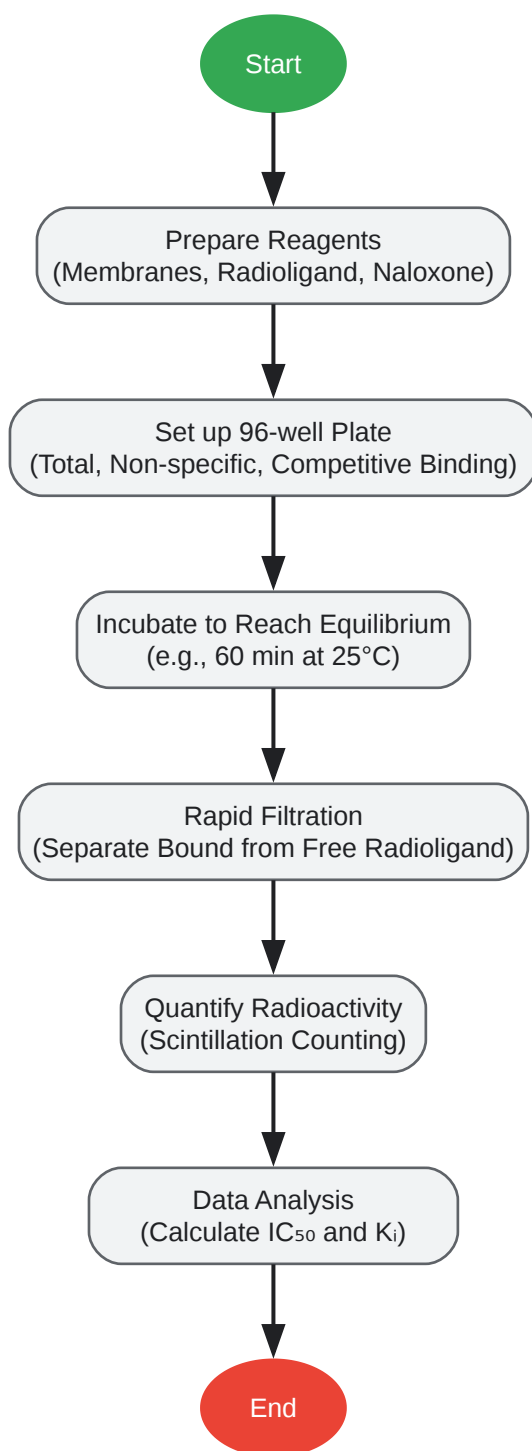 Start
Prepare Reagents
(Membranes, Radioligand, Naloxone)
Set up 96-well Plate
(Total, Non-specific, Competitive Binding)
Incubate to Reach Equilibrium
(e.g., 60 min at 25°C)
Rapid Filtration
(Separate Bound from Free Radioligand)
Quantify Radioactivity
(Scintillation Counting)
Data Analysis
(Calculate IC₅₀ and Kᵢ)
End